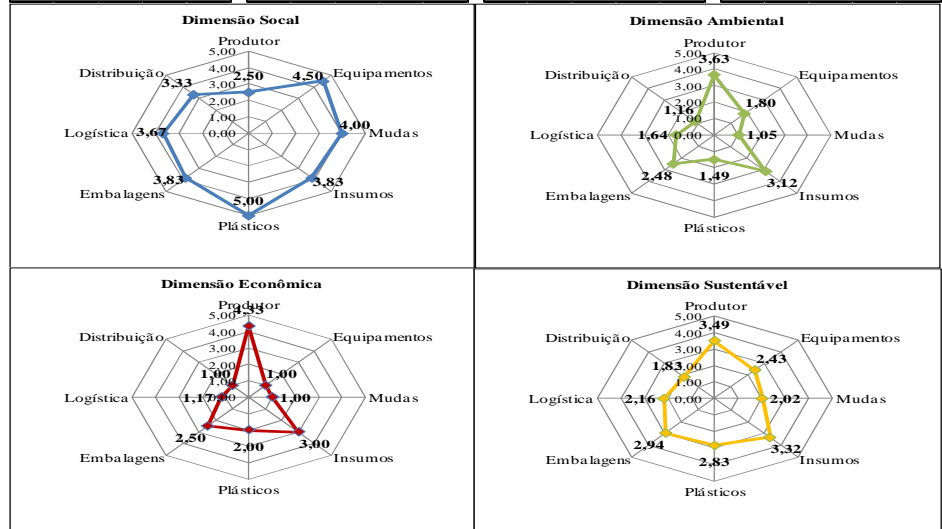 Dimensão Socal
Produtor
5,00
4,00
3,00
2,00
1,00
0,00
Equipamentos
Mudas
Insumos
Plásticos
Embalagens
Logística
Distribuição
2,50
4,50
4,00
3,83
5,00
3,83
3,67
3,33
Dimensão Ambiental
Produtor
5,00
4,00
3,00
2,00
1,00
0,00
Equipamentos
Mudas
Insumos
Plásticos
Embalagens
Logística
Distribuição
3,63
1,80
1,05
3,12
1,49
2,48
1,64
1,16
Dimensão Econômica
Produtor
5,00
4,00
3,00
2,00
1,00
0,00
Equipamentos
Mudas
Insumos
Plásticos
Embalagens
Logística
Distribuição
4,33
1,00
1,00
3,00
2,00
2,50
1,17
1,00
Dimensão Sustentável
Produtor
5,00
4,00
3,00
2,00
1,00
0,00
Equipamentos
Mudas
Insumos
Plásticos
Embalagens
Logística
Distribuição
3,49
2,43
2,02
3,32
2,83
2,94
2,16
1,83